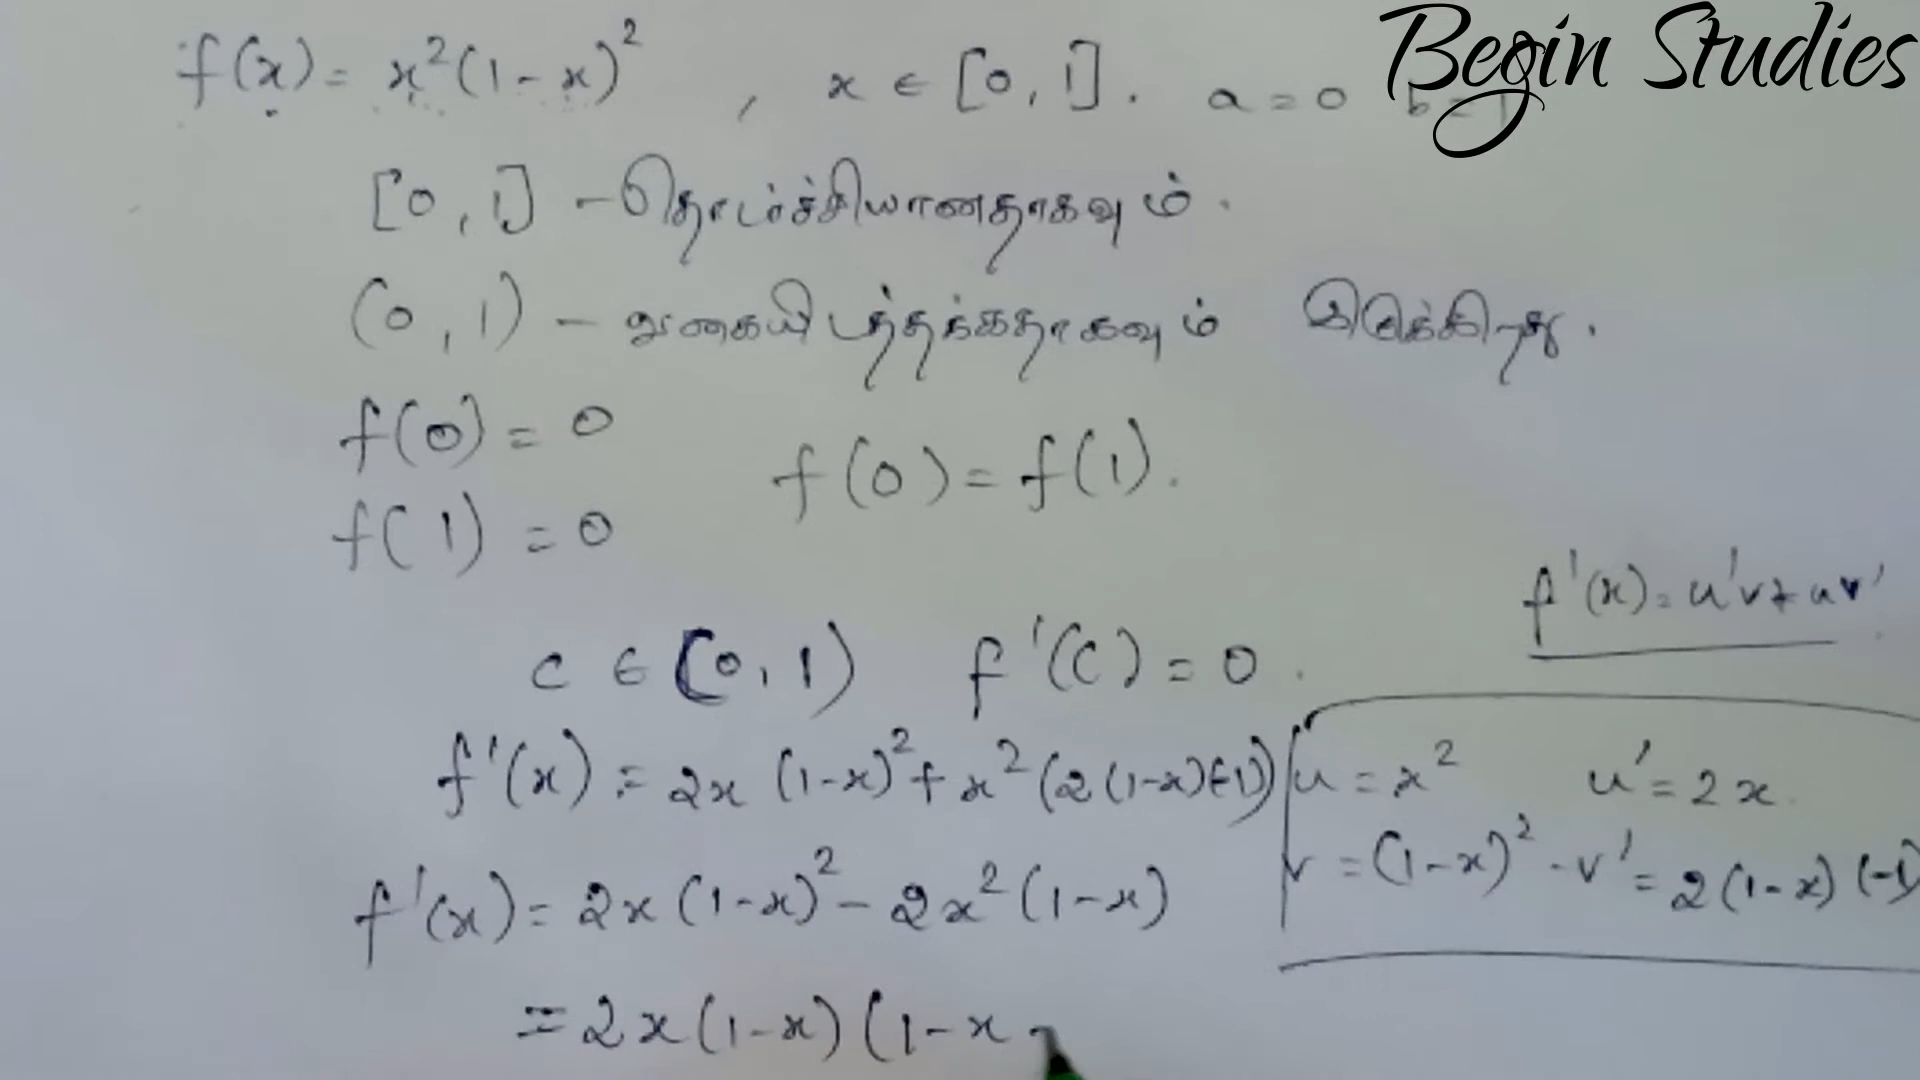 Begin Studies
f(x) = x²(1-x)² , x ∈ [0, 1]. a = 0 b = 1
[0, 1] - தொடர்ச்சியானதாகவும்.
(0, 1) - வகையிடத்தக்கதாகவும் இருக்கிறது.
f(0) = 0
f(0) = f(1).
f(1) = 0
f'(x) = u'v + uv'
c ∈ (0, 1) f'(c) = 0.
f'(x) = 2x (1-x)² + x² (2(1-x)(-1)) u = x² u' = 2x.
v = (1-x)² - v' = 2(1-x) (-1)
f'(x) = 2x (1-x)² - 2x² (1-x)
= 2x (1-x) (1-x -